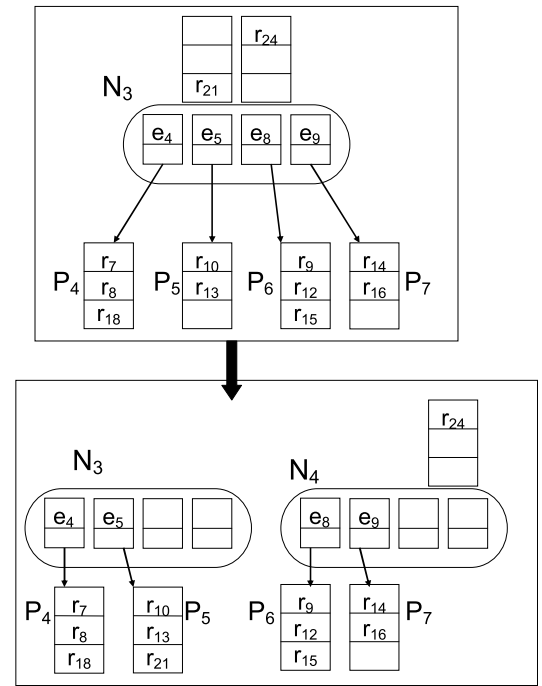 r24
r21
N3
e4 e5 e8 e9
r7 r10 r9 r14
P4 r8 P5 r13 P6 r12 r16 P7
r18 r15
r24
N3 N4
e4 e5 e8 e9
P4 r7 r10 P5 P6 r9 r14 P7
r8 r13 r12 r16
r18 r21 r15